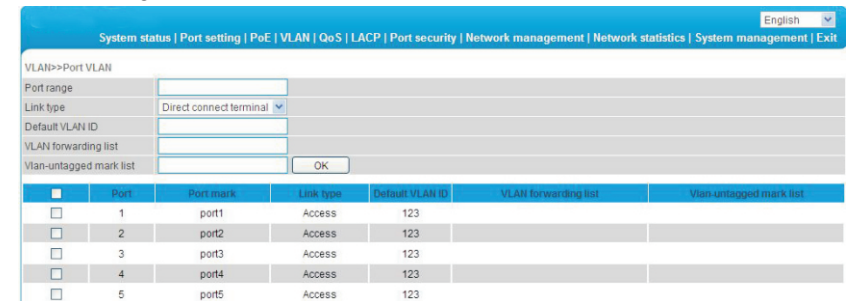 English
System status | Port setting | PoE | VLAN | QoS | LACP | Port security | Network management | Network statistics | System management | Exit
VLAN>>Port VLAN
Port range
Link type Direct connect terminal
Default VLAN ID
VLAN forwarding list
Vlan-untagged mark list OK
Port Port mark Link type Default VLAN ID VLAN forwarding list Vlan-untagged mark list
1 port1 Access 123
2 port2 Access 123
3 port3 Access 123
4 port4 Access 123
5 port5 Access 123